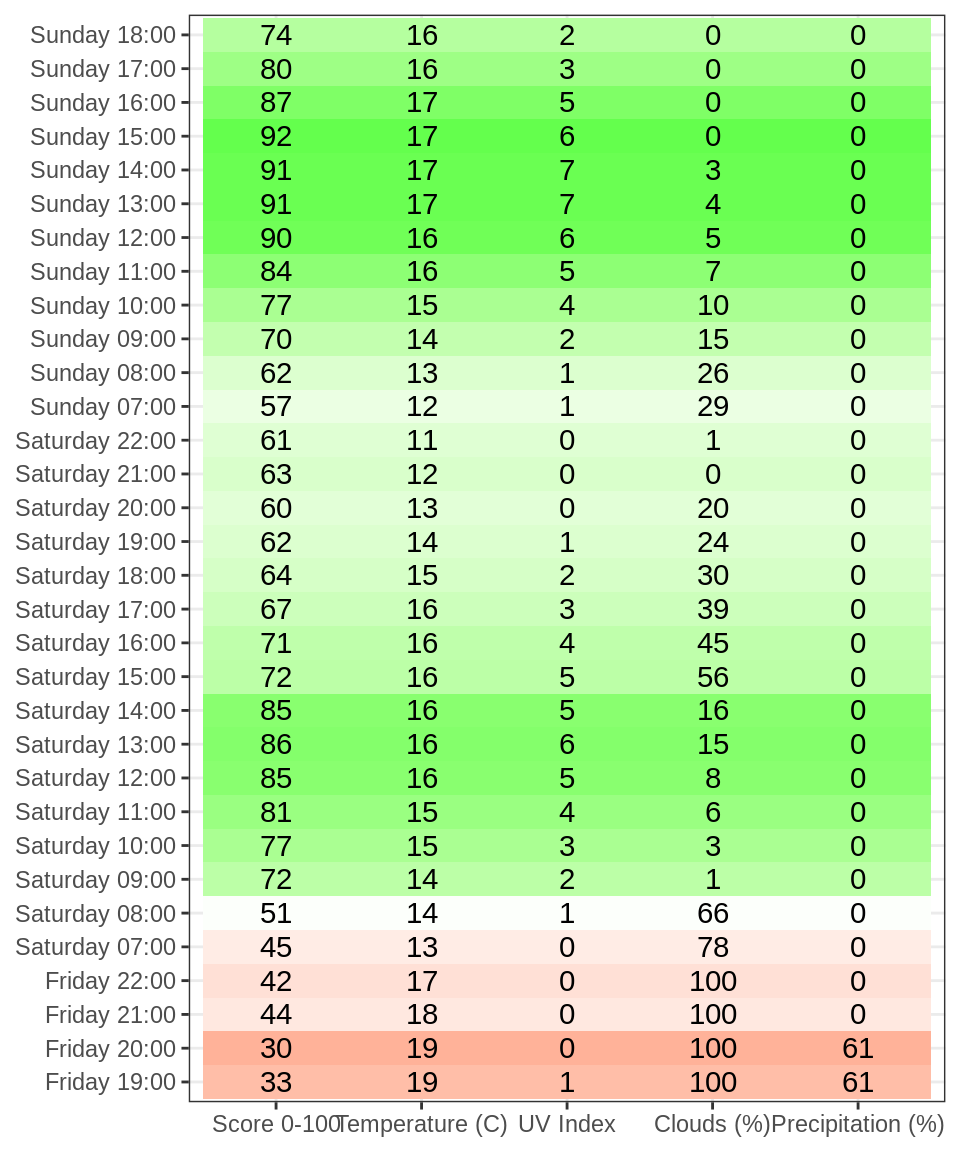 Sunday 18:00 74 16 2 0 0
Sunday 17:00 80 16 3 0 0
Sunday 16:00 87 17 5 0 0
Sunday 15:00 92 17 6 0 0
Sunday 14:00 91 17 7 3 0
Sunday 13:00 91 17 7 4 0
Sunday 12:00 90 16 6 5 0
Sunday 11:00 84 16 5 7 0
Sunday 10:00 77 15 4 10 0
Sunday 09:00 70 14 2 15 0
Sunday 08:00 62 13 1 26 0
Sunday 07:00 57 12 1 29 0
Saturday 22:00 61 11 0 1 0
Saturday 21:00 63 12 0 0 0
Saturday 20:00 60 13 0 20 0
Saturday 19:00 62 14 1 24 0
Saturday 18:00 64 15 2 30 0
Saturday 17:00 67 16 3 39 0
Saturday 16:00 71 16 4 45 0
Saturday 15:00 72 16 5 56 0
Saturday 14:00 85 16 5 16 0
Saturday 13:00 86 16 6 15 0
Saturday 12:00 85 16 5 8 0
Saturday 11:00 81 15 4 6 0
Saturday 10:00 77 15 3 3 0
Saturday 09:00 72 14 2 1 0
Saturday 08:00 51 14 1 66 0
Saturday 07:00 45 13 0 78 0
Friday 22:00 42 17 0 100 0
Friday 21:00 44 18 0 100 0
Friday 20:00 30 19 0 100 61
Friday 19:00 33 19 1 100 61
Score 0-100 Temperature (C) UV Index Clouds (%) Precipitation (%)